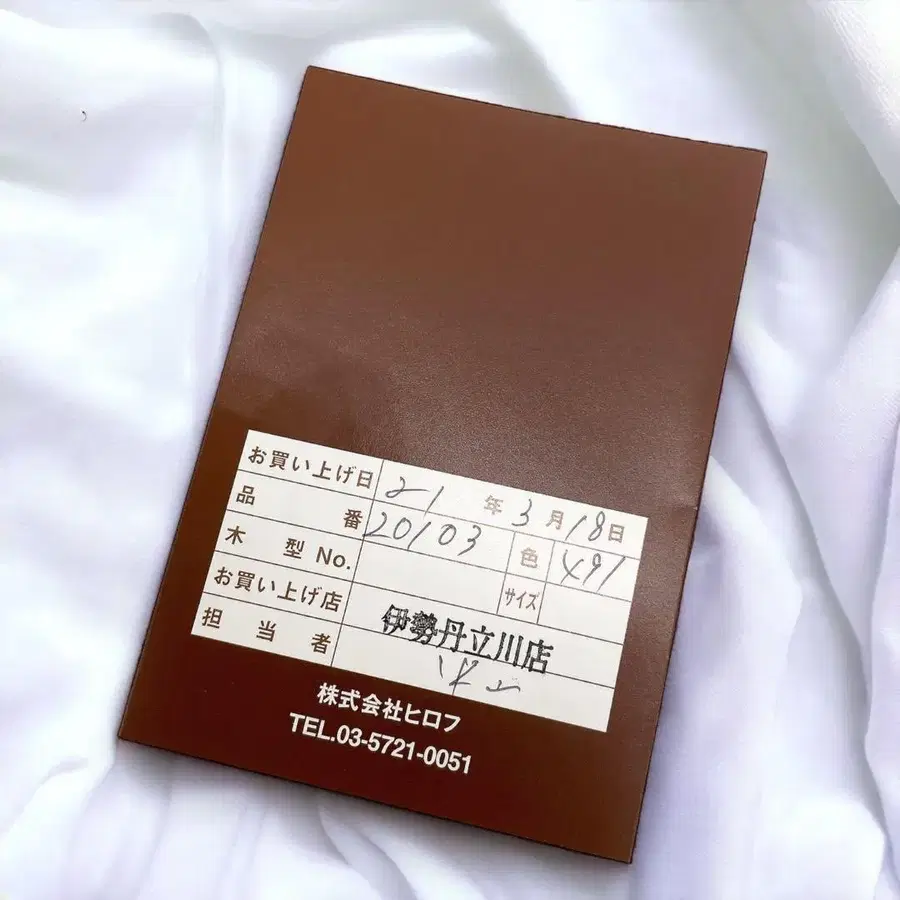 お買い上げ日 21 年 3 月 18 日
品番 20103 色 491
木型 No. サイズ
お買い上げ店 伊勢丹立川店
担当者
株式会社ヒロフ
TEL.03-5721-0051